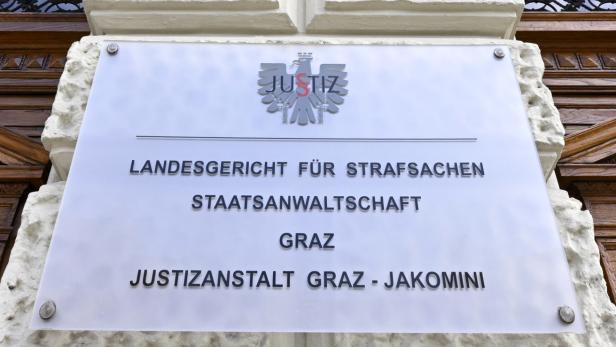 JUSTIZ
LANDESGERICHT FÜR STRAFSACHEN
STAATSANWALTSCHAFT
GRAZ
JUSTIZANSTALT GRAZ - JAKOMINI